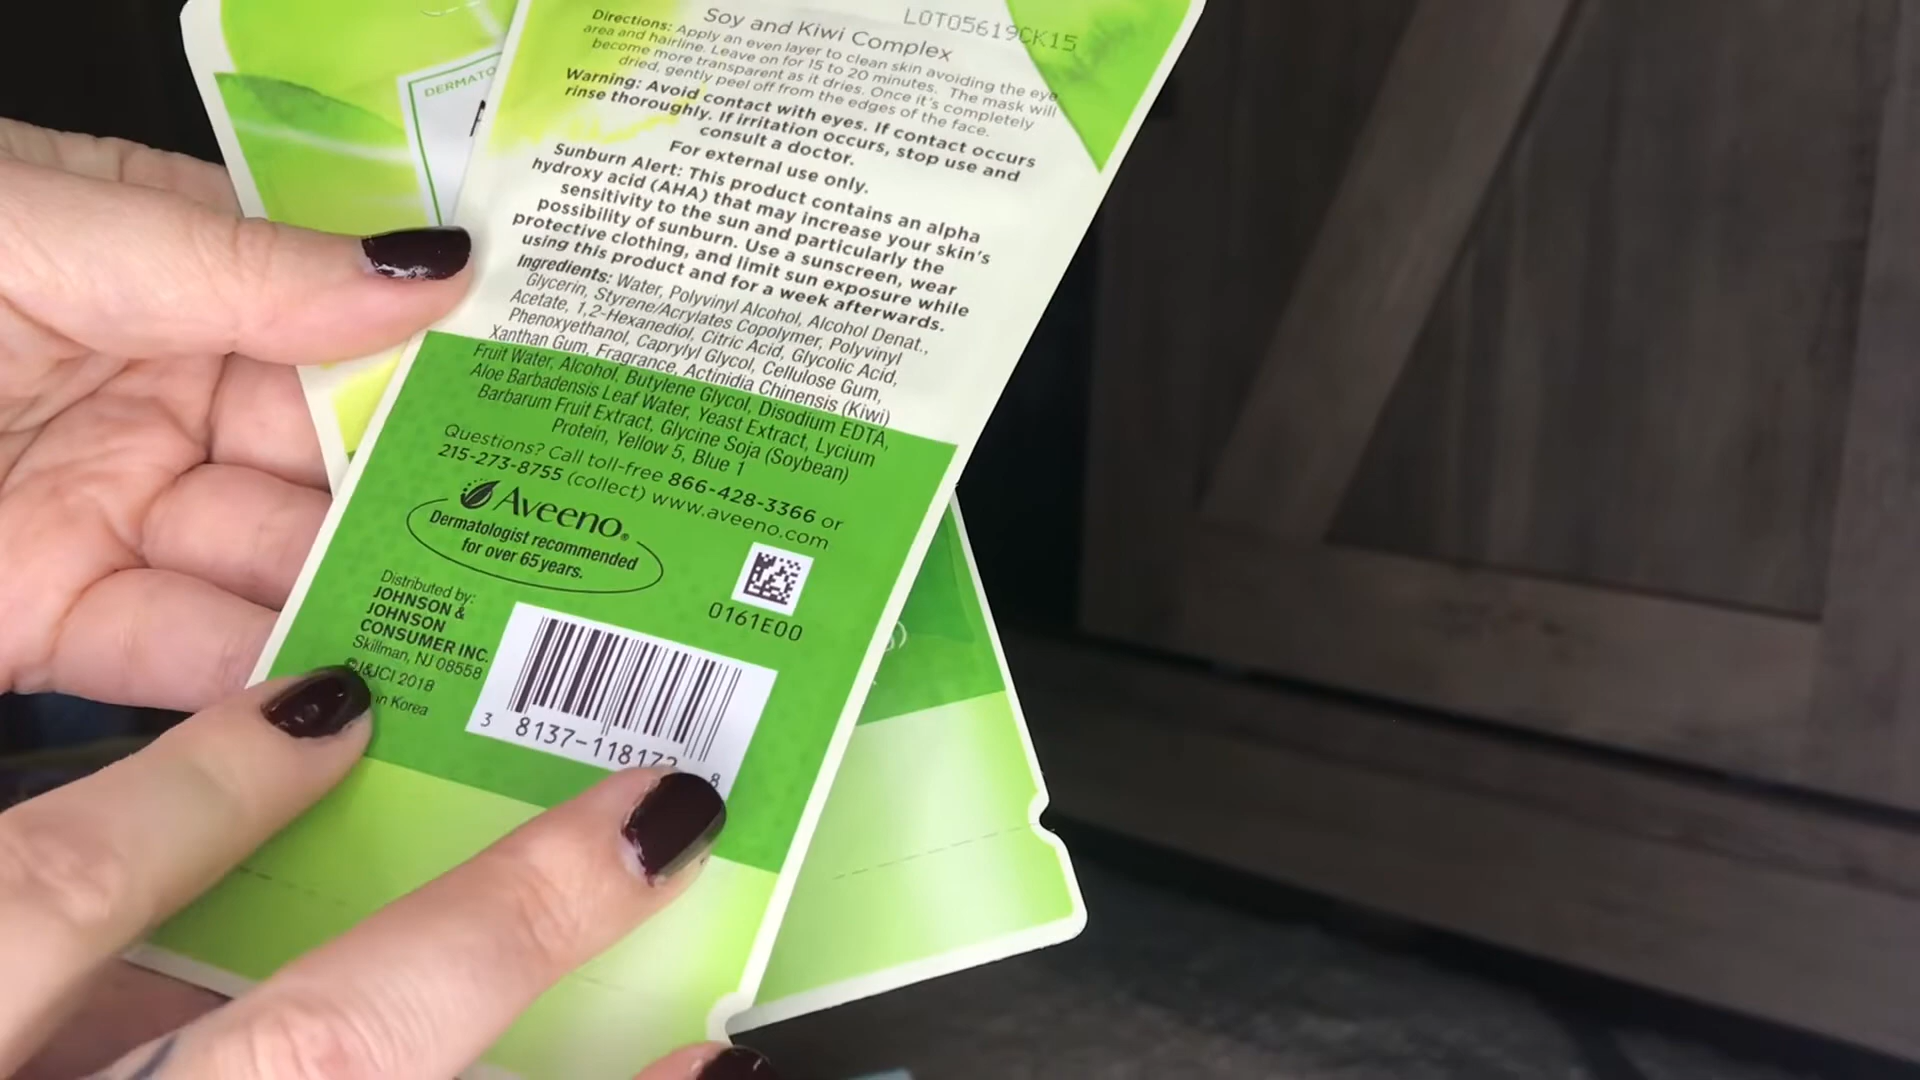 LOT05619CK15
Soy and Kiwi Complex
Directions: Apply an even layer to clean skin avoiding the eye
area and hairline. Leave on for 15 to 20 minutes. The mask will
become more transparent as it dries. Once it's completely
dried, gently peel off from the edges of the face.
Warning: Avoid contact with eyes. If contact occurs
rinse thoroughly. If irritation occurs, stop use and
consult a doctor.
For external use only.
Sunburn Alert: This product contains an alpha
hydroxy acid (AHA) that may increase your skin's
sensitivity to the sun and particularly the
possibility of sunburn. Use a sunscreen, wear
protective clothing, and limit sun exposure while
using this product and for a week afterwards.
Ingredients: Water, Polyvinyl Alcohol, Alcohol Denat.,
Glycerin, Styrene/Acrylates Copolymer, Polyvinyl
Acetate, 1,2-Hexanediol, Citric Acid, Glycolic Acid,
Phenoxyethanol, Caprylyl Glycol, Cellulose Gum,
Xanthan Gum, Fragrance, Actinidia Chinensis (Kiwi)
Fruit Water, Alcohol, Butylene Glycol, Disodium EDTA,
Aloe Barbadensis Leaf Water, Yeast Extract, Lycium
Barbarum Fruit Extract, Glycine Soja (Soybean)
Protein, Yellow 5, Blue 1
Questions? Call toll-free 866-428-3366 or
215-273-8755 (collect) www.aveeno.com
Aveeno®
Dermatologist recommended
for over 65 years.
0161E00
Distributed by:
JOHNSON &
JOHNSON
CONSUMER INC.
Skillman, NJ 08558
©J&JCI 2018
in Korea
3 8137-118172 8
DERMATO